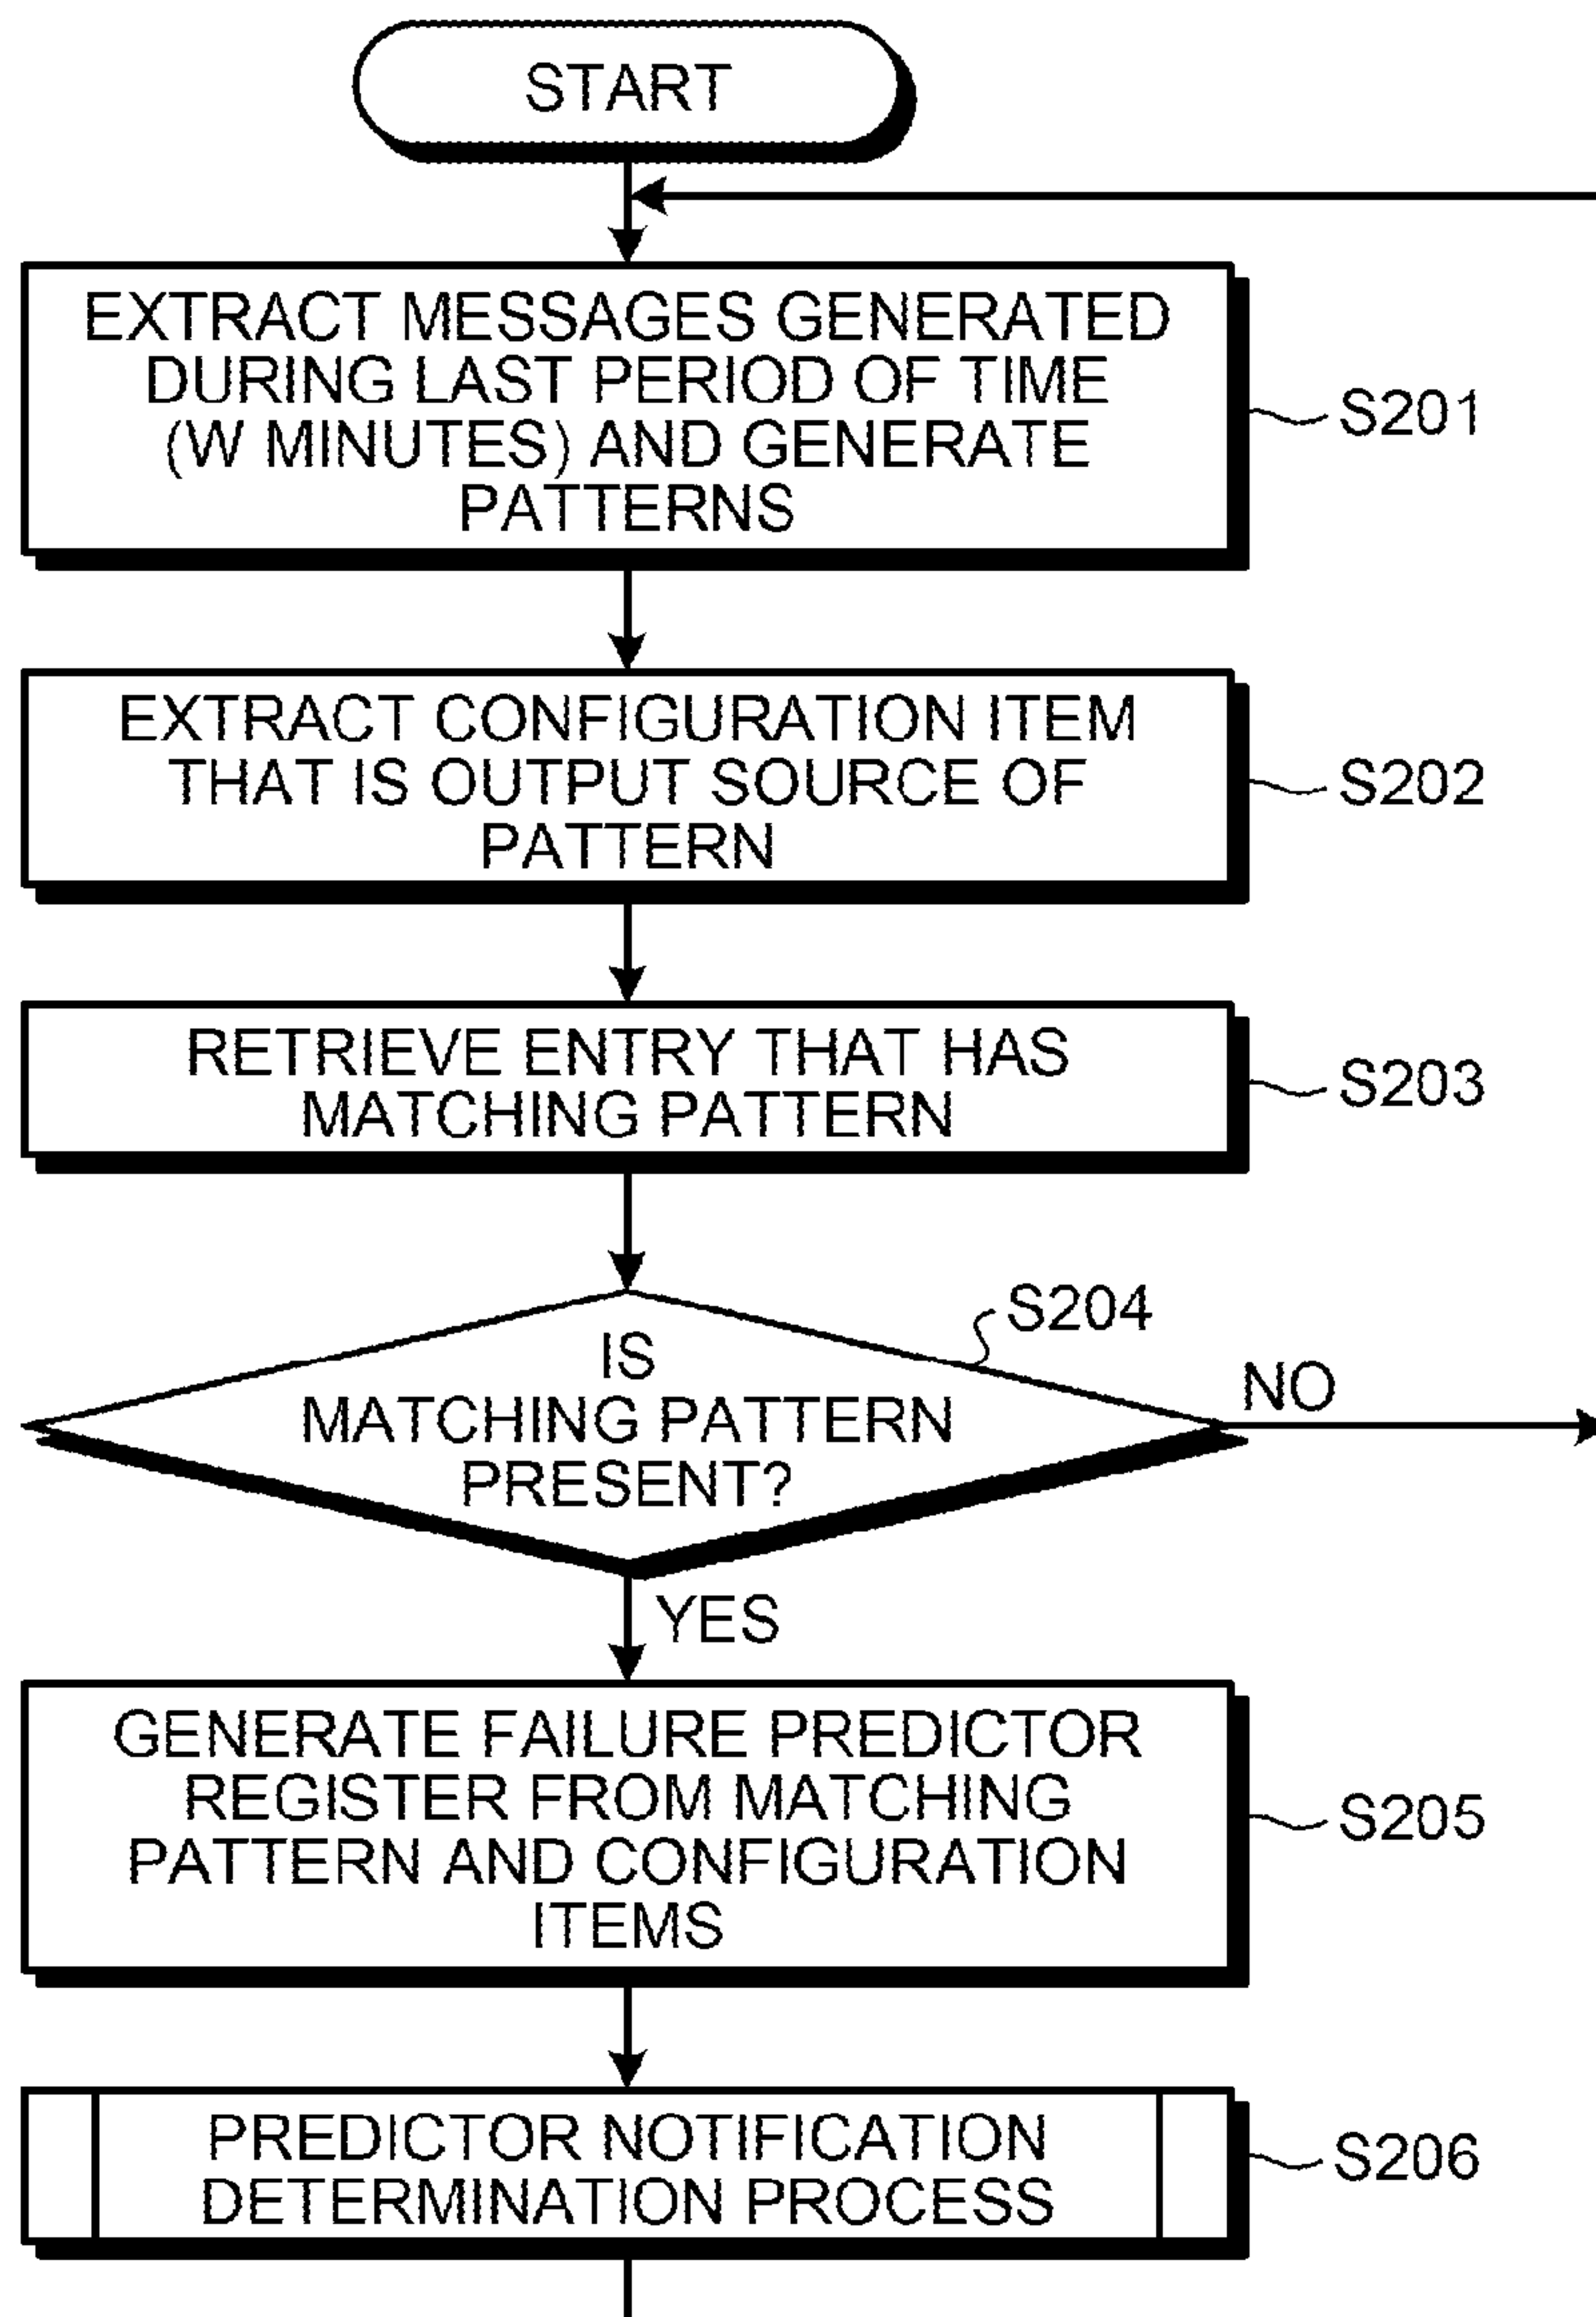 START
EXTRACT MESSAGES GENERATED
DURING LAST PERIOD OF TIME
(W MINUTES) AND GENERATE
PATTERNS
S201
EXTRACT CONFIGURATION ITEM
THAT IS OUTPUT SOURCE OF
PATTERN
S202
RETRIEVE ENTRY THAT HAS
MATCHING PATTERN
S203
IS
MATCHING PATTERN
PRESENT?
S204
NO
YES
GENERATE FAILURE PREDICTOR
REGISTER FROM MATCHING
PATTERN AND CONFIGURATION
ITEMS
S205
PREDICTOR NOTIFICATION
DETERMINATION PROCESS
S206